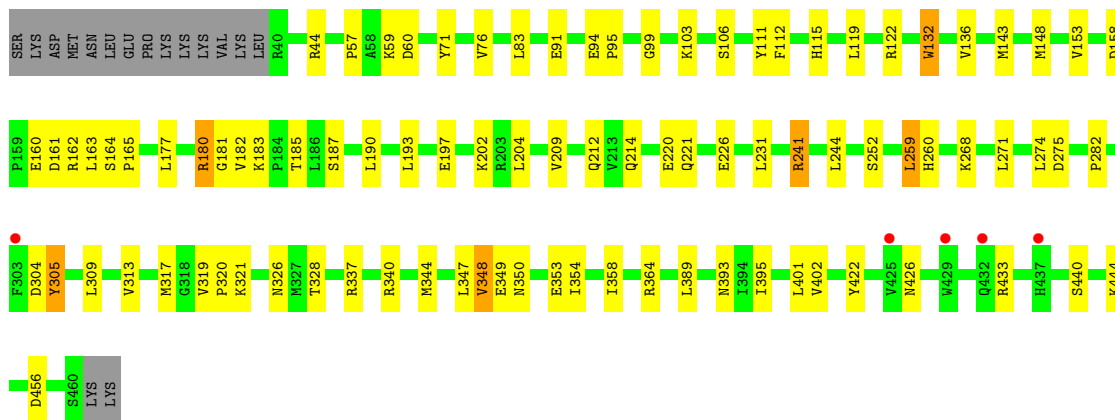 SER LYS ASP MET ASN LEU GLU PRO LYS LYS LYS VAL LYS LEU R40 R44 P57 A58 K59 D60 Y71 V76 L83 E91 E94 P95 G99 K103 S106 Y111 F112 H115 L119 R122 W132 V136 M143 M148 V153 D158
P159 E160 D161 R162 L163 S164 P165 L177 R180 G181 V182 K183 P184 T185 L186 S187 L190 L193 E197 K202 R203 L204 V209 Q212 V213 Q214 E220 Q221 E226 L231 R241 L244 S252 L259 H260 K268 L271 L274 D275 P282
F303 D304 Y305 L309 V313 M317 G318 V319 P320 K321 N326 M327 T328 R337 R340 M344 L347 V348 E349 N350 E353 I354 I358 R364 L389 N393 I394 I395 L401 V402 Y422 V425 N426 W429 Q432 R433 H437 S440 K444
D456 S460 LYS LYS